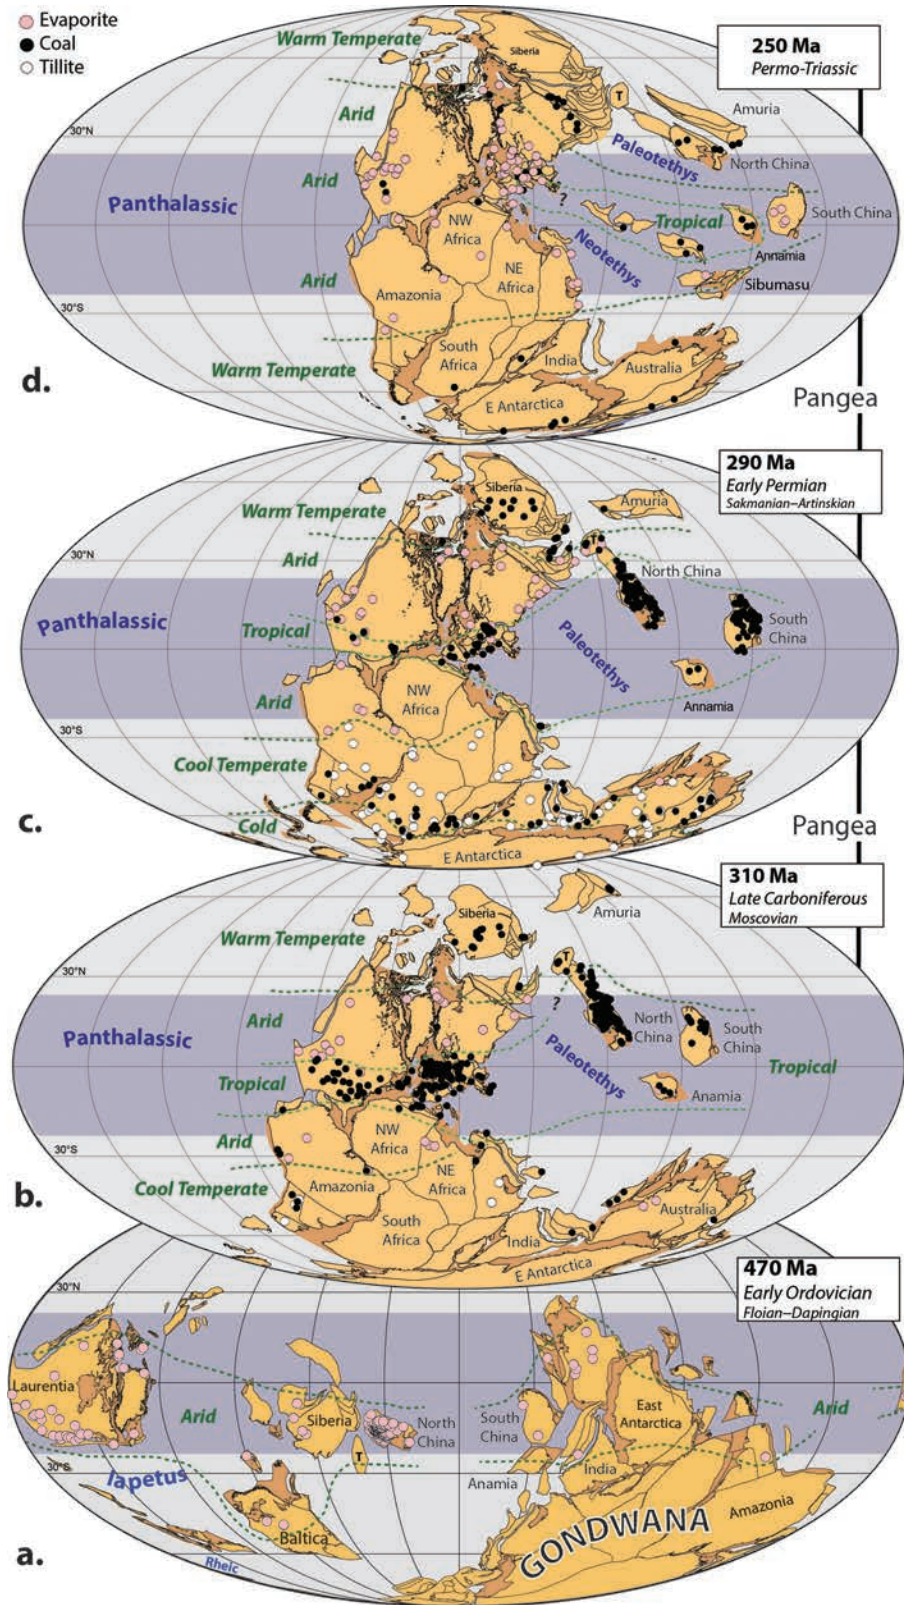 Evaporite
Coal
Tillite
250 Ma
Permo-Triassic
Warm Temperate
Siberia
T
Amuria
Arid
30°N
Paleotethys
North China
Arid
Panthalassic
?
Tropical
South China
NW
Africa
Neotethys
Annamia
NE
Africa
Arid
Amazonia
Sibumasu
30°S
South
Africa
India
Australia
Warm Temperate
E Antarctica
d.
Pangea
290 Ma
Early Permian
Sakmanian–Artinskian
Siberia
Amuria
Warm Temperate
T
30°N
Arid
North China
Panthalassic
Tropical
South
China
Paleotethys
NW
Africa
Arid
Annamia
30°S
Cool Temperate
c.
Cold
E Antarctica
Pangea
310 Ma
Late Carboniferous
Moscovian
Siberia
Amuria
Warm Temperate
T
30°N
?
Arid
North
China
South
China
Panthalassic
Paleotethys
Tropical
Tropical
Anamia
NW
Africa
Arid
30°S
NE
Africa
Cool Temperate
Amazonia
b.
South
Africa
India
Australia
E Antarctica
470 Ma
Early Ordovician
Floian–Dapingian
30°N
Laurentia
Arid
Siberia
North
China
South
China
East
Antarctica
Arid
T
30°S
Iapetus
Anamia
India
Baltica
GONDWANA
Amazonia
a.
Rheic